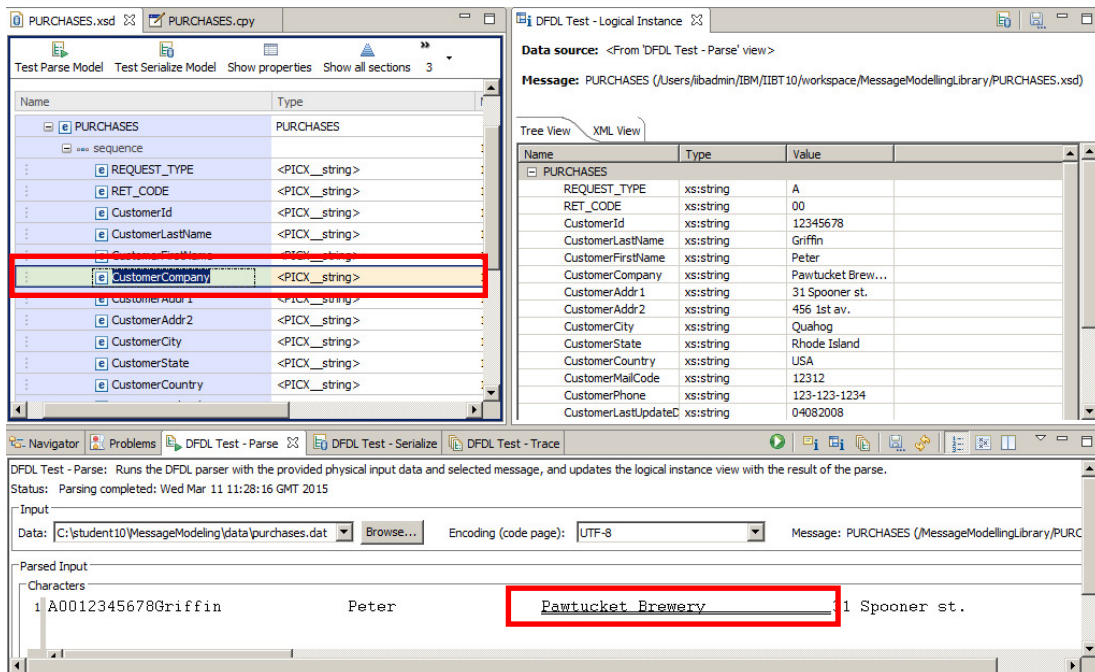 PURCHASES.xsd PURCHASES.cpy
Test Parse Model Test Serialize Model Show properties Show all sections 3
Name Type
PURCHASES PURCHASES
sequence
REQUEST_TYPE <PICX__string>
RET_CODE <PICX__string>
CustomerId <PICX__string>
CustomerLastName <PICX__string>
CustomerFirstName <PICX__string>
CustomerCompany <PICX__string>
CustomerAddr1 <PICX__string>
CustomerAddr2 <PICX__string>
CustomerCity <PICX__string>
CustomerState <PICX__string>
CustomerCountry <PICX__string>
DFDL Test - Logical Instance
Data source: <From 'DFDL Test - Parse' view>
Message: PURCHASES (/Users/iibadmin/IBM/IIBT10/workspace/MessageModellingLibrary/PURCHASES.xsd)
Tree View XML View
Name Type Value
PURCHASES
REQUEST_TYPE xs:string A
RET_CODE xs:string 00
CustomerId xs:string 12345678
CustomerLastName xs:string Griffin
CustomerFirstName xs:string Peter
CustomerCompany xs:string Pawtucket Brew...
CustomerAddr1 xs:string 31 Spooner st.
CustomerAddr2 xs:string 456 1st av.
CustomerCity xs:string Quahog
CustomerState xs:string Rhode Island
CustomerCountry xs:string USA
CustomerMailCode xs:string 12312
CustomerPhone xs:string 123-123-1234
CustomerLastUpdateD xs:string 04082008
Navigator Problems DFDL Test - Parse DFDL Test - Serialize DFDL Test - Trace
DFDL Test - Parse: Runs the DFDL parser with the provided physical input data and selected message, and updates the logical instance view with the result of the parse.
Status: Parsing completed: Wed Mar 11 11:28:16 GMT 2015
Input
Data: C:\student10\MessageModeling\data\purchases.dat Browse... Encoding (code page): UTF-8 Message: PURCHASES (/MessageModellingLibrary/PURC
Parsed Input
Characters
1 A0012345678Griffin Peter Pawtucket Brewery 31 Spooner st.